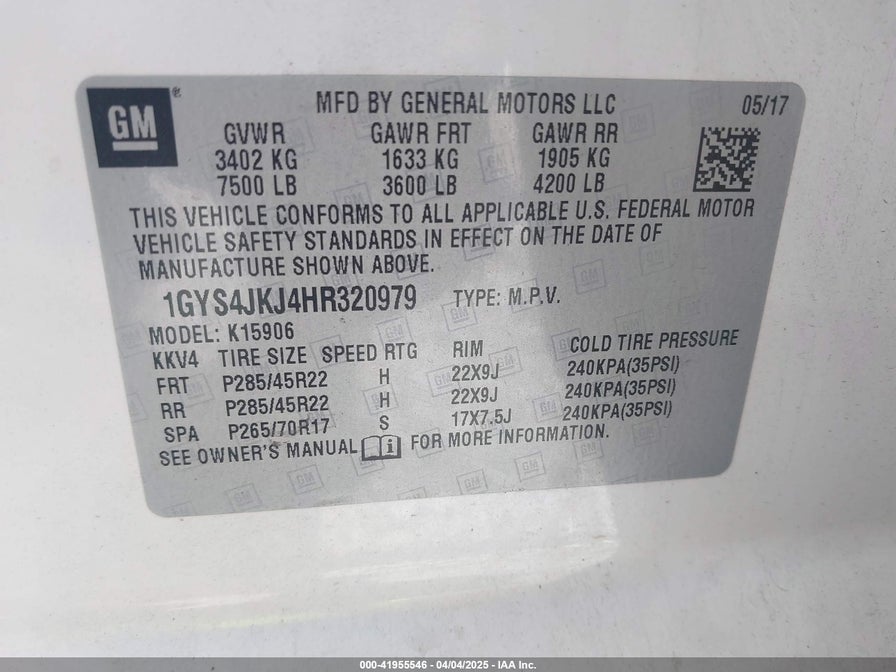 GM
MFD BY GENERAL MOTORS LLC 05/17
GVWR GAWR FRT GAWR RR
3402 KG 1633 KG 1905 KG
7500 LB 3600 LB 4200 LB
THIS VEHICLE CONFORMS TO ALL APPLICABLE U.S. FEDERAL MOTOR
VEHICLE SAFETY STANDARDS IN EFFECT ON THE DATE OF
MANUFACTURE SHOWN ABOVE.
1GYS4JKJ4HR320979 TYPE: M.P.V.
MODEL: K15906
KKV4 TIRE SIZE SPEED RTG RIM COLD TIRE PRESSURE
FRT P285/45R22 H 22X9J 240KPA(35PSI)
RR P285/45R22 H 22X9J 240KPA(35PSI)
SPA P265/70R17 S 17X7.5J 240KPA(35PSI)
SEE OWNER'S MANUAL FOR MORE INFORMATION.
000-41955546 - 04/04/2025 - IAA Inc.